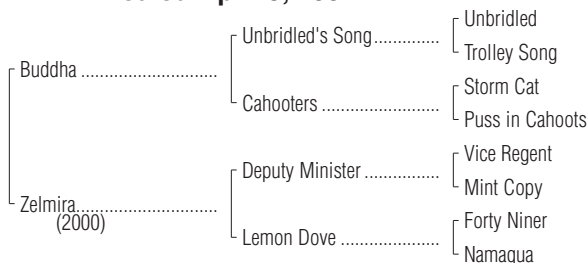 Unbridled
Unbridled's Song..............
Trolley Song
Buddha .............................
Storm Cat
Cahooters ........................
Puss in Cahoots
Vice Regent
Deputy Minister ................
Mint Copy
Zelmira..............................
(2000)
Forty Niner
Lemon Dove ....................
Namaqua